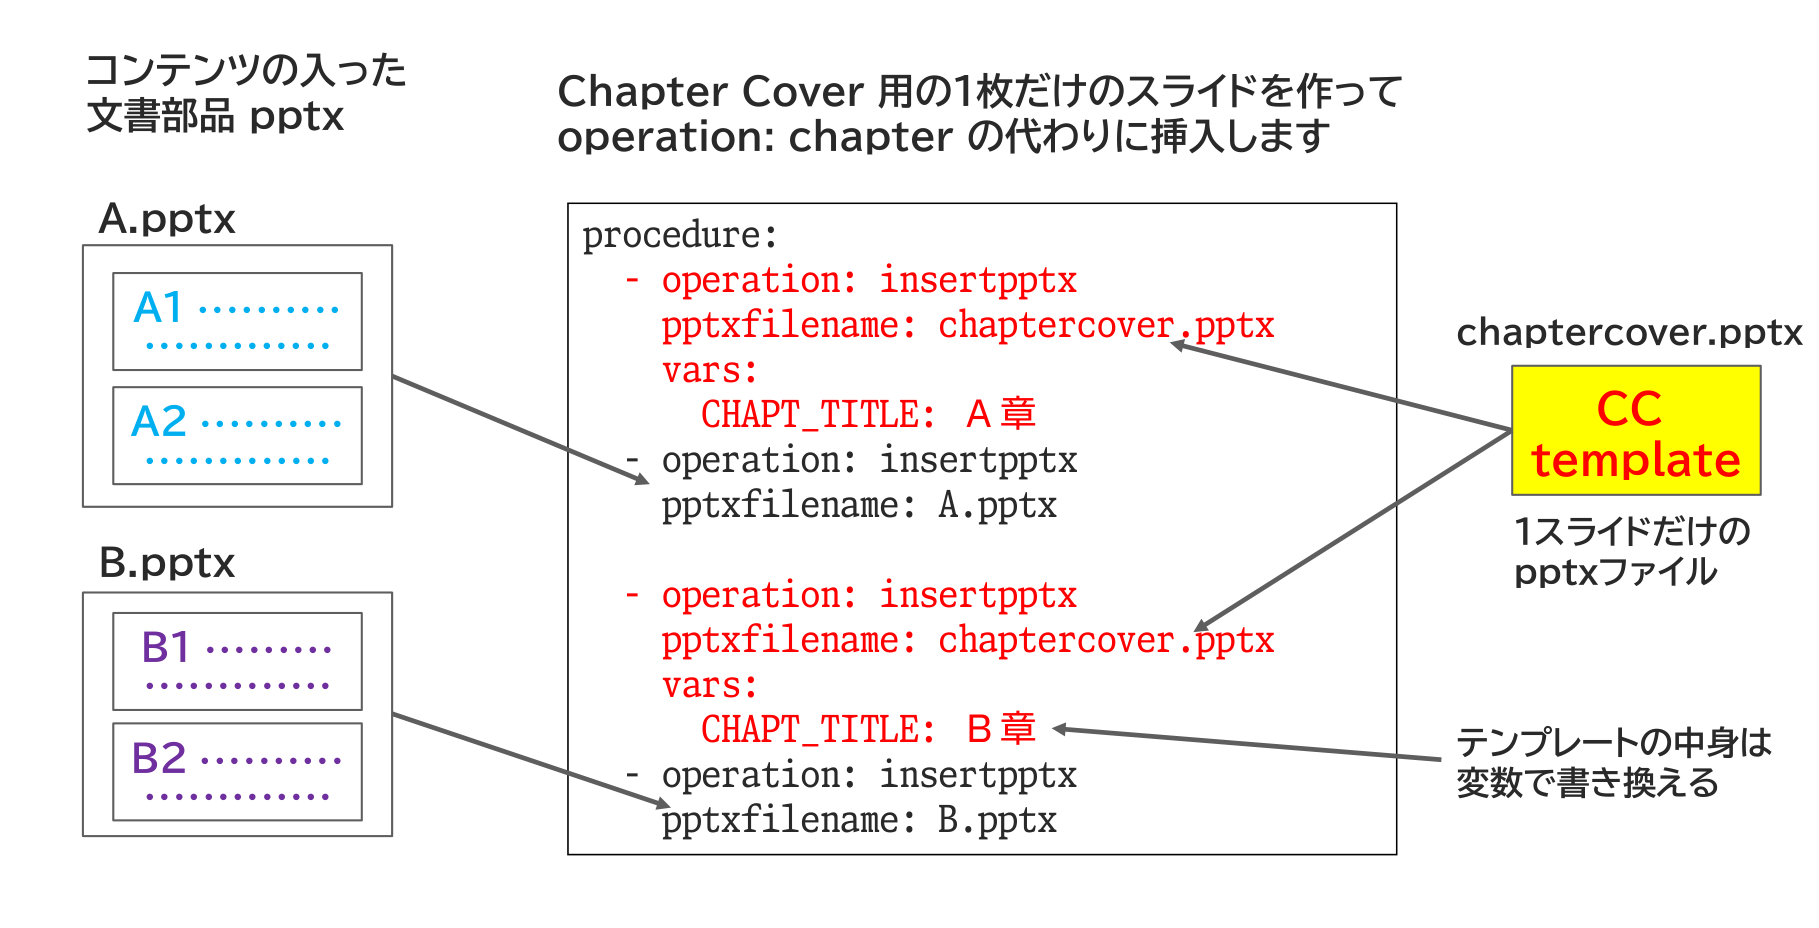 コンテンツの入った
文書部品 pptx
Chapter Cover 用の1枚だけのスライドを作って
operation: chapter の代わりに挿入します
A.pptx
A1 ··········
·············
A2 ··········
·············
B.pptx
B1 ·········
·············
B2 ··········
·············
procedure:
- operation: insertpptx
pptxfilename: chaptercover.pptx
vars:
CHAPT_TITLE: A章
- operation: insertpptx
pptxfilename: A.pptx
- operation: insertpptx
pptxfilename: chaptercover.pptx
vars:
CHAPT_TITLE: B章
- operation: insertpptx
pptxfilename: B.pptx
chaptercover.pptx
CC
template
1スライドだけの
pptxファイル
テンプレートの中身は
変数で書き換える